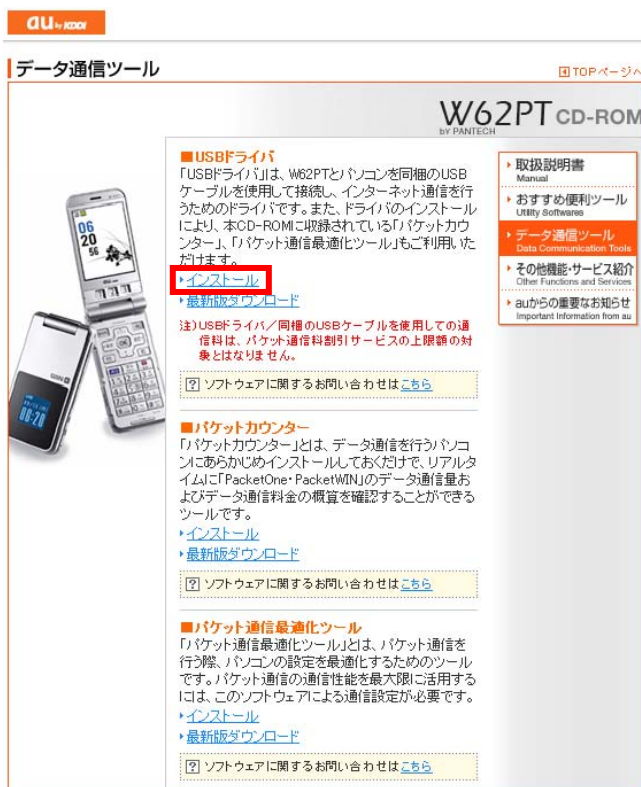 au by KDDI
データ通信ツール
TOPページへ
W62PT CD-ROM
BY PANTECH
■USBドライバ
「USBドライバ」は、W62PTとパソコンを同梱のUSB
ケーブルを使用して接続し、インターネット通信を行
うためのドライバです。また、ドライバのインストール
により、本CD-ROMに収録されている「パケットカウ
ンター」、「パケット通信最適化ツール」もご利用いた
だけます。
インストール
最新版ダウンロード
注)USBドライバ／同梱のUSBケーブルを使用しての通
信料は、パケット通信料割引サービスの上限額の対
象とはなりません。
? ソフトウェアに関するお問い合わせはこちら
■パケットカウンター
「パケットカウンター」とは、データ通信を行うパソコ
ンにあらかじめインストールしておくだけで、リアルタ
イムに「PacketOne・PacketWIN」のデータ通信量お
よびデータ通信料金の概算を確認することができる
ツールです。
インストール
最新版ダウンロード
? ソフトウェアに関するお問い合わせはこちら
■パケット通信最適化ツール
「パケット通信最適化ツール」とは、パケット通信を
行う際、パソコンの設定を最適化するためのツール
です。パケット通信の通信性能を最大限に活用する
には、このソフトウェアによる通信設定が必要です。
インストール
最新版ダウンロード
? ソフトウェアに関するお問い合わせはこちら
取扱説明書
Manual
おすすめ便利ツール
Utility Softwares
データ通信ツール
Data Communication Tools
その他機能・サービス紹介
Other Functions and Services
auからの重要なお知らせ
Important Information from au
06
20
56
08:20